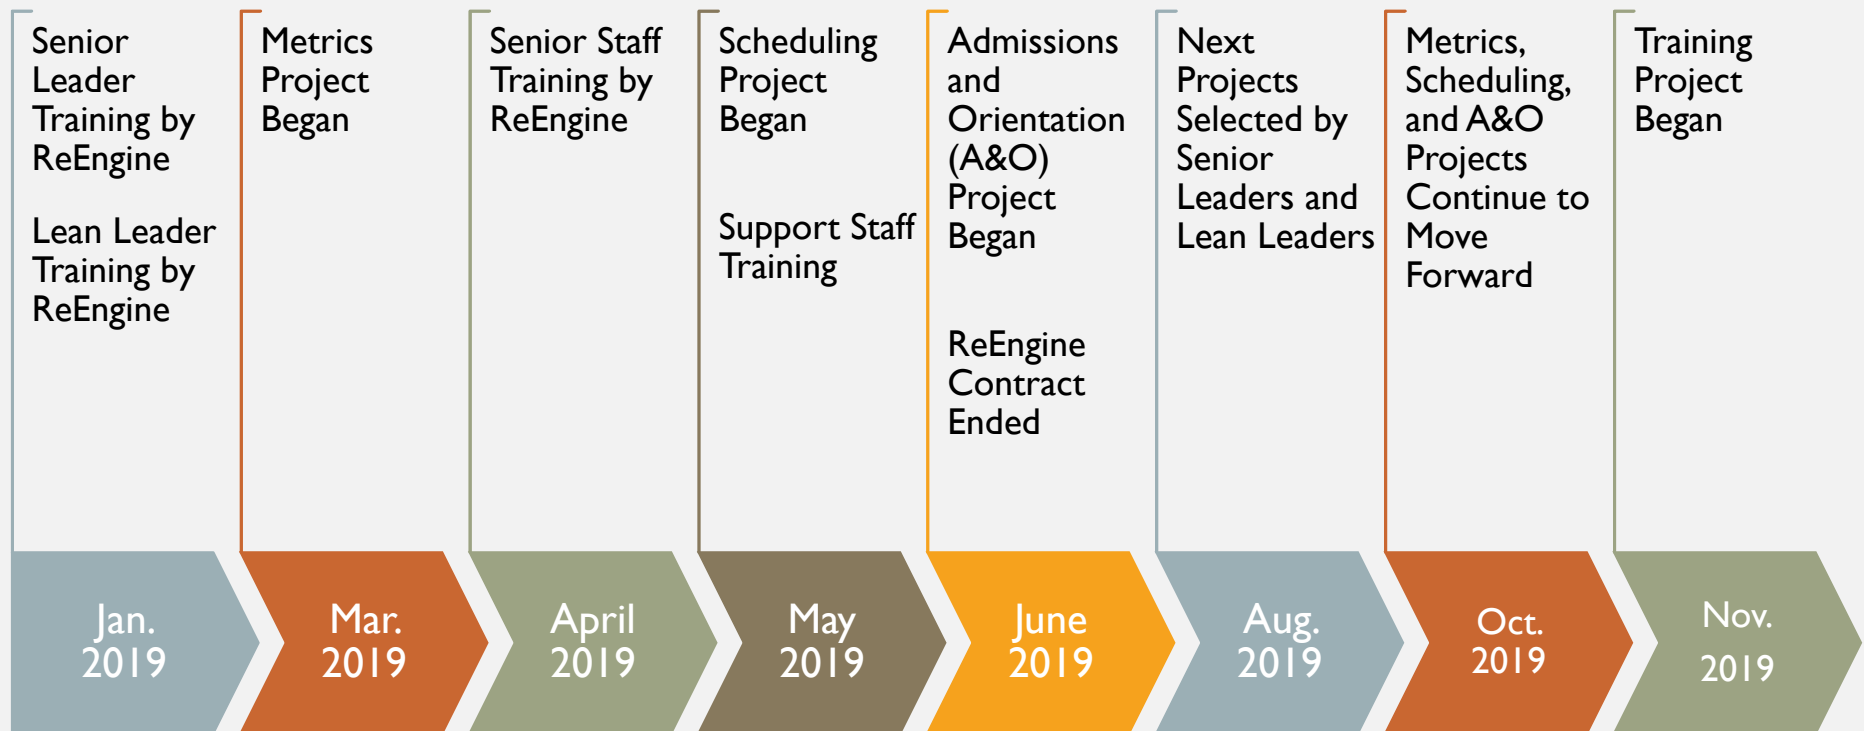 Senior
Leader
Training by
ReEngine
Lean Leader
Training by
ReEngine
Metrics
Project
Began
Senior Staff
Training by
ReEngine
Scheduling
Project
Began
Support Staff
Training
Admissions
and
Orientation
(A&O)
Project
Began
ReEngine
Contract
Ended
Next
Projects
Selected by
Senior
Leaders and
Lean Leaders
Metrics,
Scheduling,
and A&O
Projects
Continue to
Move
Forward
Training
Project
Began
Jan.
2019
Mar.
2019
April
2019
May
2019
June
2019
Aug.
2019
Oct.
2019
Nov.
2019